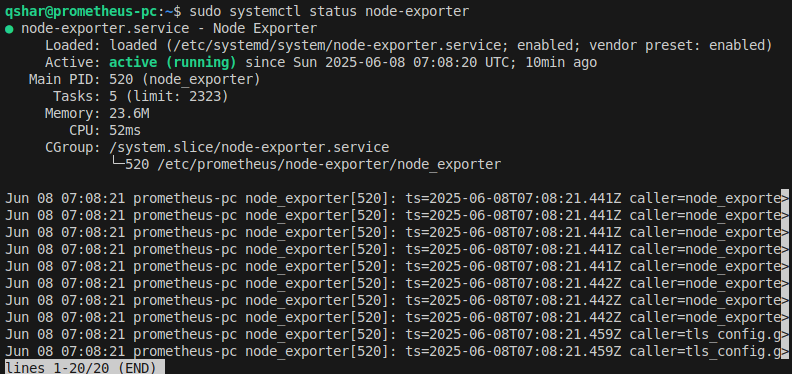 qshar@prometheus-pc:~$ sudo systemctl status node-exporter
● node-exporter.service - Node Exporter
     Loaded: loaded (/etc/systemd/system/node-exporter.service; enabled; vendor preset: enabled)
     Active: active (running) since Sun 2025-06-08 07:08:20 UTC; 10min ago
   Main PID: 520 (node_exporter)
      Tasks: 5 (limit: 2323)
     Memory: 23.6M
        CPU: 52ms
     CGroup: /system.slice/node-exporter.service
             └─520 /etc/prometheus/node-exporter/node_exporter

Jun 08 07:08:21 prometheus-pc node_exporter[520]: ts=2025-06-08T07:08:21.441Z caller=node_exporte>
Jun 08 07:08:21 prometheus-pc node_exporter[520]: ts=2025-06-08T07:08:21.441Z caller=node_exporte>
Jun 08 07:08:21 prometheus-pc node_exporter[520]: ts=2025-06-08T07:08:21.441Z caller=node_exporte>
Jun 08 07:08:21 prometheus-pc node_exporter[520]: ts=2025-06-08T07:08:21.441Z caller=node_exporte>
Jun 08 07:08:21 prometheus-pc node_exporter[520]: ts=2025-06-08T07:08:21.441Z caller=node_exporte>
Jun 08 07:08:21 prometheus-pc node_exporter[520]: ts=2025-06-08T07:08:21.442Z caller=node_exporte>
Jun 08 07:08:21 prometheus-pc node_exporter[520]: ts=2025-06-08T07:08:21.442Z caller=node_exporte>
Jun 08 07:08:21 prometheus-pc node_exporter[520]: ts=2025-06-08T07:08:21.442Z caller=node_exporte>
Jun 08 07:08:21 prometheus-pc node_exporter[520]: ts=2025-06-08T07:08:21.459Z caller=tls_config.g>
Jun 08 07:08:21 prometheus-pc node_exporter[520]: ts=2025-06-08T07:08:21.459Z caller=tls_config.g>
lines 1-20/20 (END)